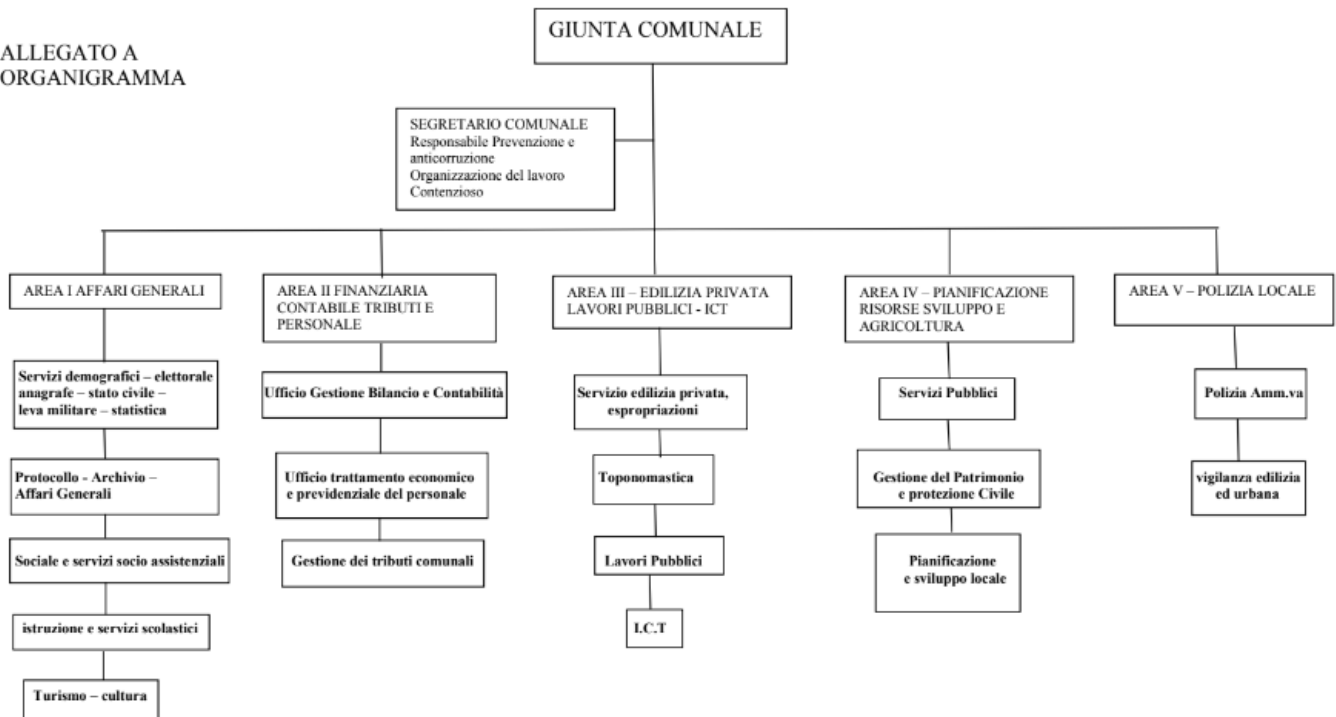 GIUNTA COMUNALE
ALLEGATO A
ORGANIGRAMMA
SEGRETARIO COMUNALE
Responsabile Prevenzione e
anticorruzione
Organizzazione del lavoro
Contenzioso
AREA I AFFARI GENERALI
Servizi demografici – elettorale
anagrafe – stato civile –
leva militare – statistica
Protocollo - Archivio –
Affari Generali
Sociale e servizi socio assistenziali
istruzione e servizi scolastici
Turismo – cultura
AREA II FINANZIARIA
CONTABILE TRIBUTI E
PERSONALE
Ufficio Gestione Bilancio e Contabilità
Ufficio trattamento economico
e previdenziale del personale
Gestione dei tributi comunali
AREA III – EDILIZIA PRIVATA
LAVORI PUBBLICI - ICT
Servizio edilizia privata,
espropriazioni
Toponomastica
Lavori Pubblici
I.C.T
AREA IV – PIANIFICAZIONE
RISORSE SVILUPPO E
AGRICOLTURA
Servizi Pubblici
Gestione del Patrimonio
e protezione Civile
Pianificazione
e sviluppo locale
AREA V – POLIZIA LOCALE
Polizia Amm.va
vigilanza edilizia
ed urbana